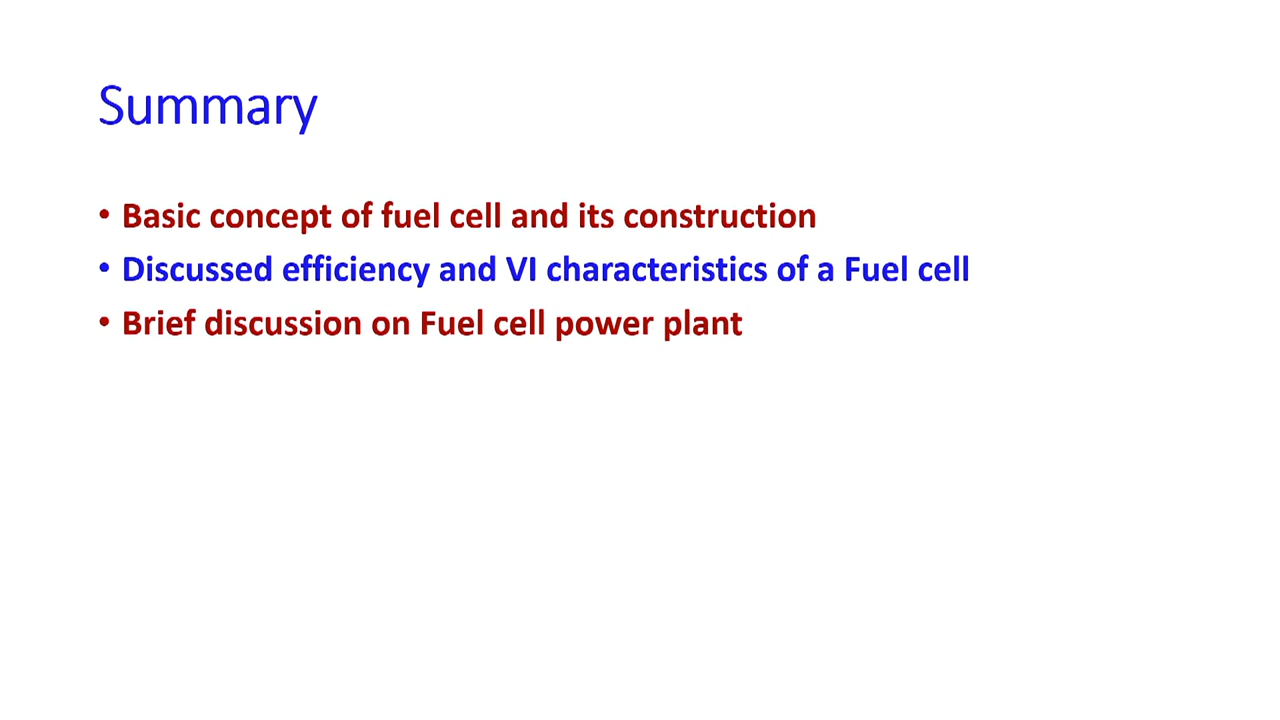 Summary
• Basic concept of fuel cell and its construction
• Discussed efficiency and VI characteristics of a Fuel cell
• Brief discussion on Fuel cell power plant